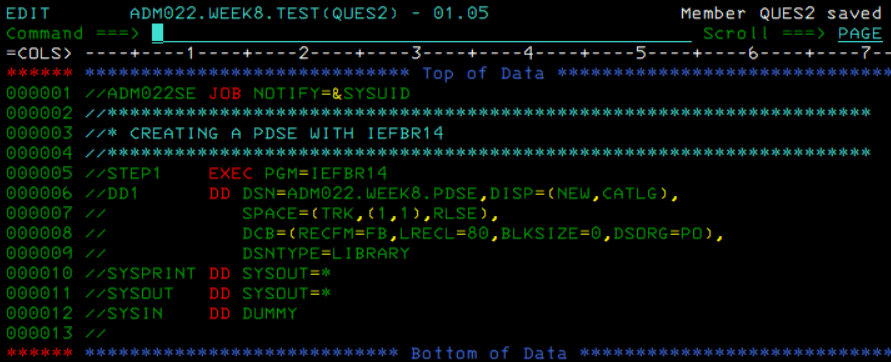 EDIT       ADM022.WEEK8.TEST(QUES2) - 01.05                 Member QUES2 saved
Command ===>                                                  Scroll ===> PAGE
=COLS> ----+----1----+----2----+----3----+----4----+----5----+----6----+----7--
****** **************************** Top of Data ******************************
000001 //ADM022SE JOB NOTIFY=&SYSUID
000002 //*********************************************************************
000003 //* CREATING A PDSE WITH IEFBR14
000004 //*********************************************************************
000005 //STEP1    EXEC PGM=IEFBR14
000006 //DD1      DD DSN=ADM022.WEEK8.PDSE,DISP=(NEW,CATLG),
000007 //            SPACE=(TRK,(1,1),RLSE),
000008 //            DCB=(RECFM=FB,LRECL=80,BLKSIZE=0,DSORG=PO),
000009 //            DSNTYPE=LIBRARY
000010 //SYSPRINT DD SYSOUT=*
000011 //SYSOUT   DD SYSOUT=*
000012 //SYSIN    DD DUMMY
000013 //
****** *************************** Bottom of Data ****************************